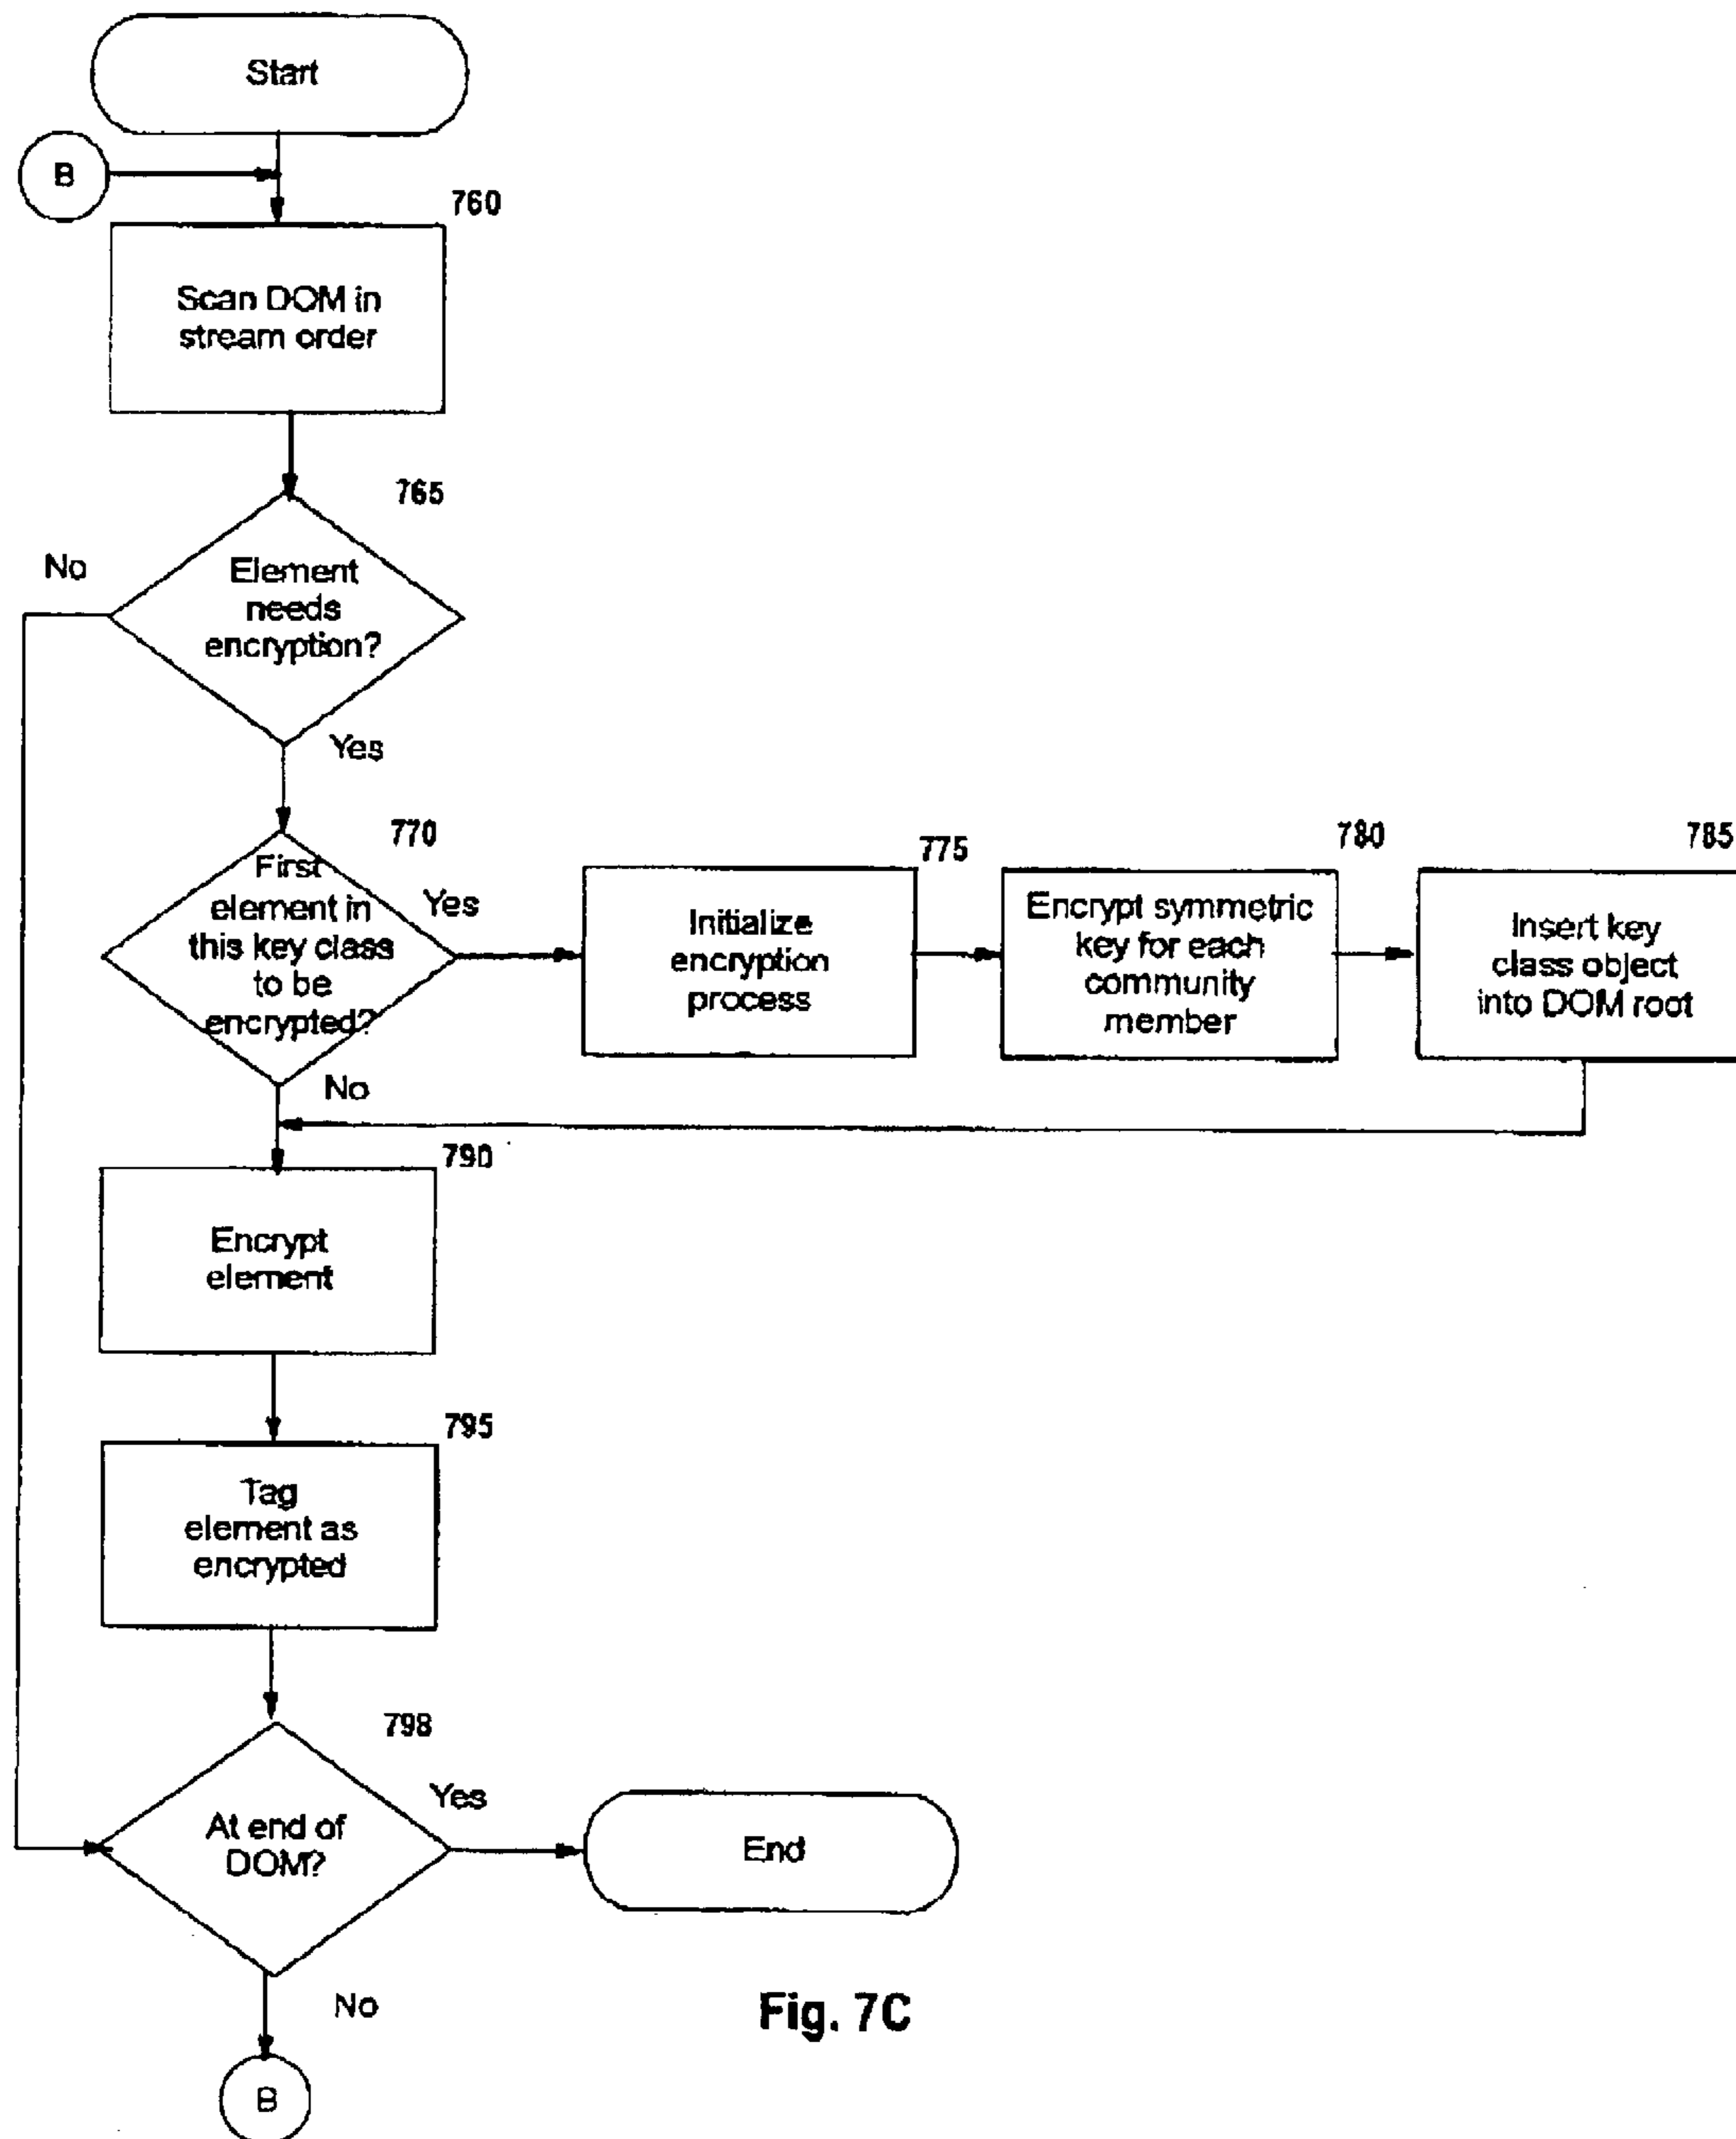 Start
B
760
Scan DOM in
stream order
765
No
Element
needs
encryption?
Yes
770
First
element in
this key class
to be
encrypted?
Yes
775
Initialize
encryption
process
780
Encrypt symmetric
key for each
community
member
785
Insert key
class object
into DOM root
No
790
Encrypt
element
795
Tag
element as
encrypted
798
At end of
DOM?
Yes
End
No
B
Fig. 7C